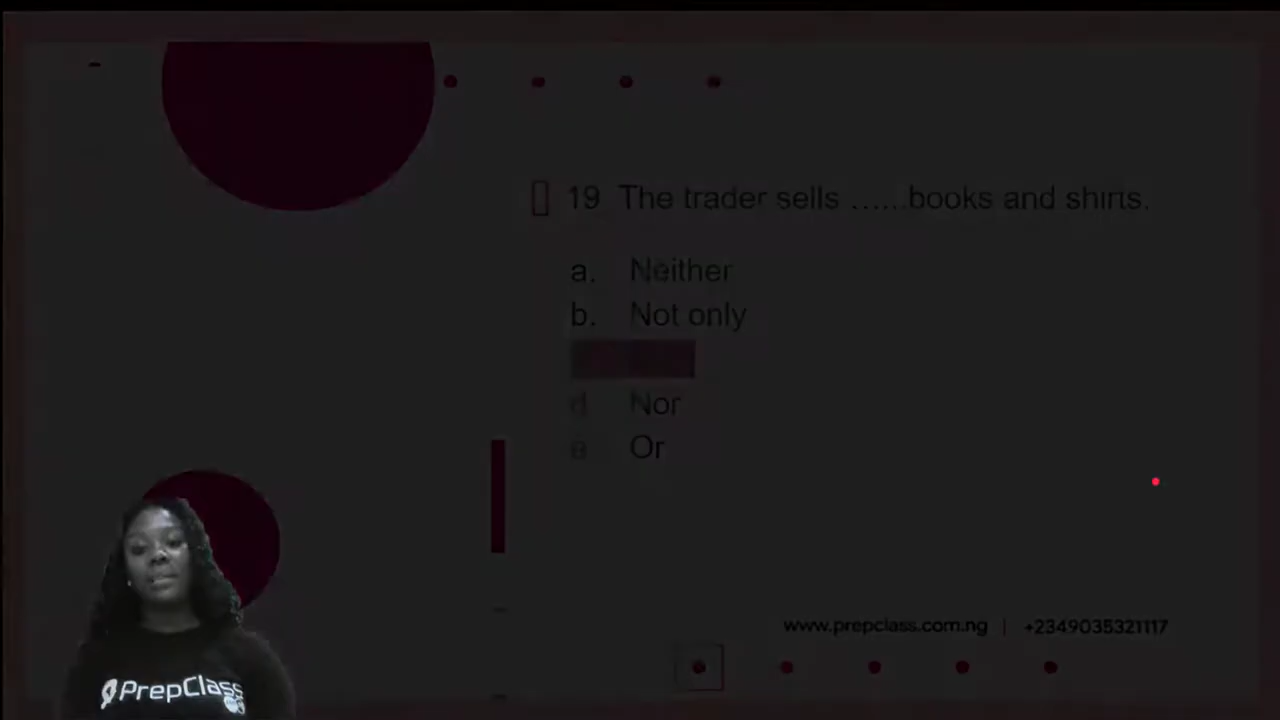 19 The trader sells ……books and shirts.
a. Neither
b. Not only
d Nor
e Or
www.prepclass.com.ng | +2349035321117
PrepClass